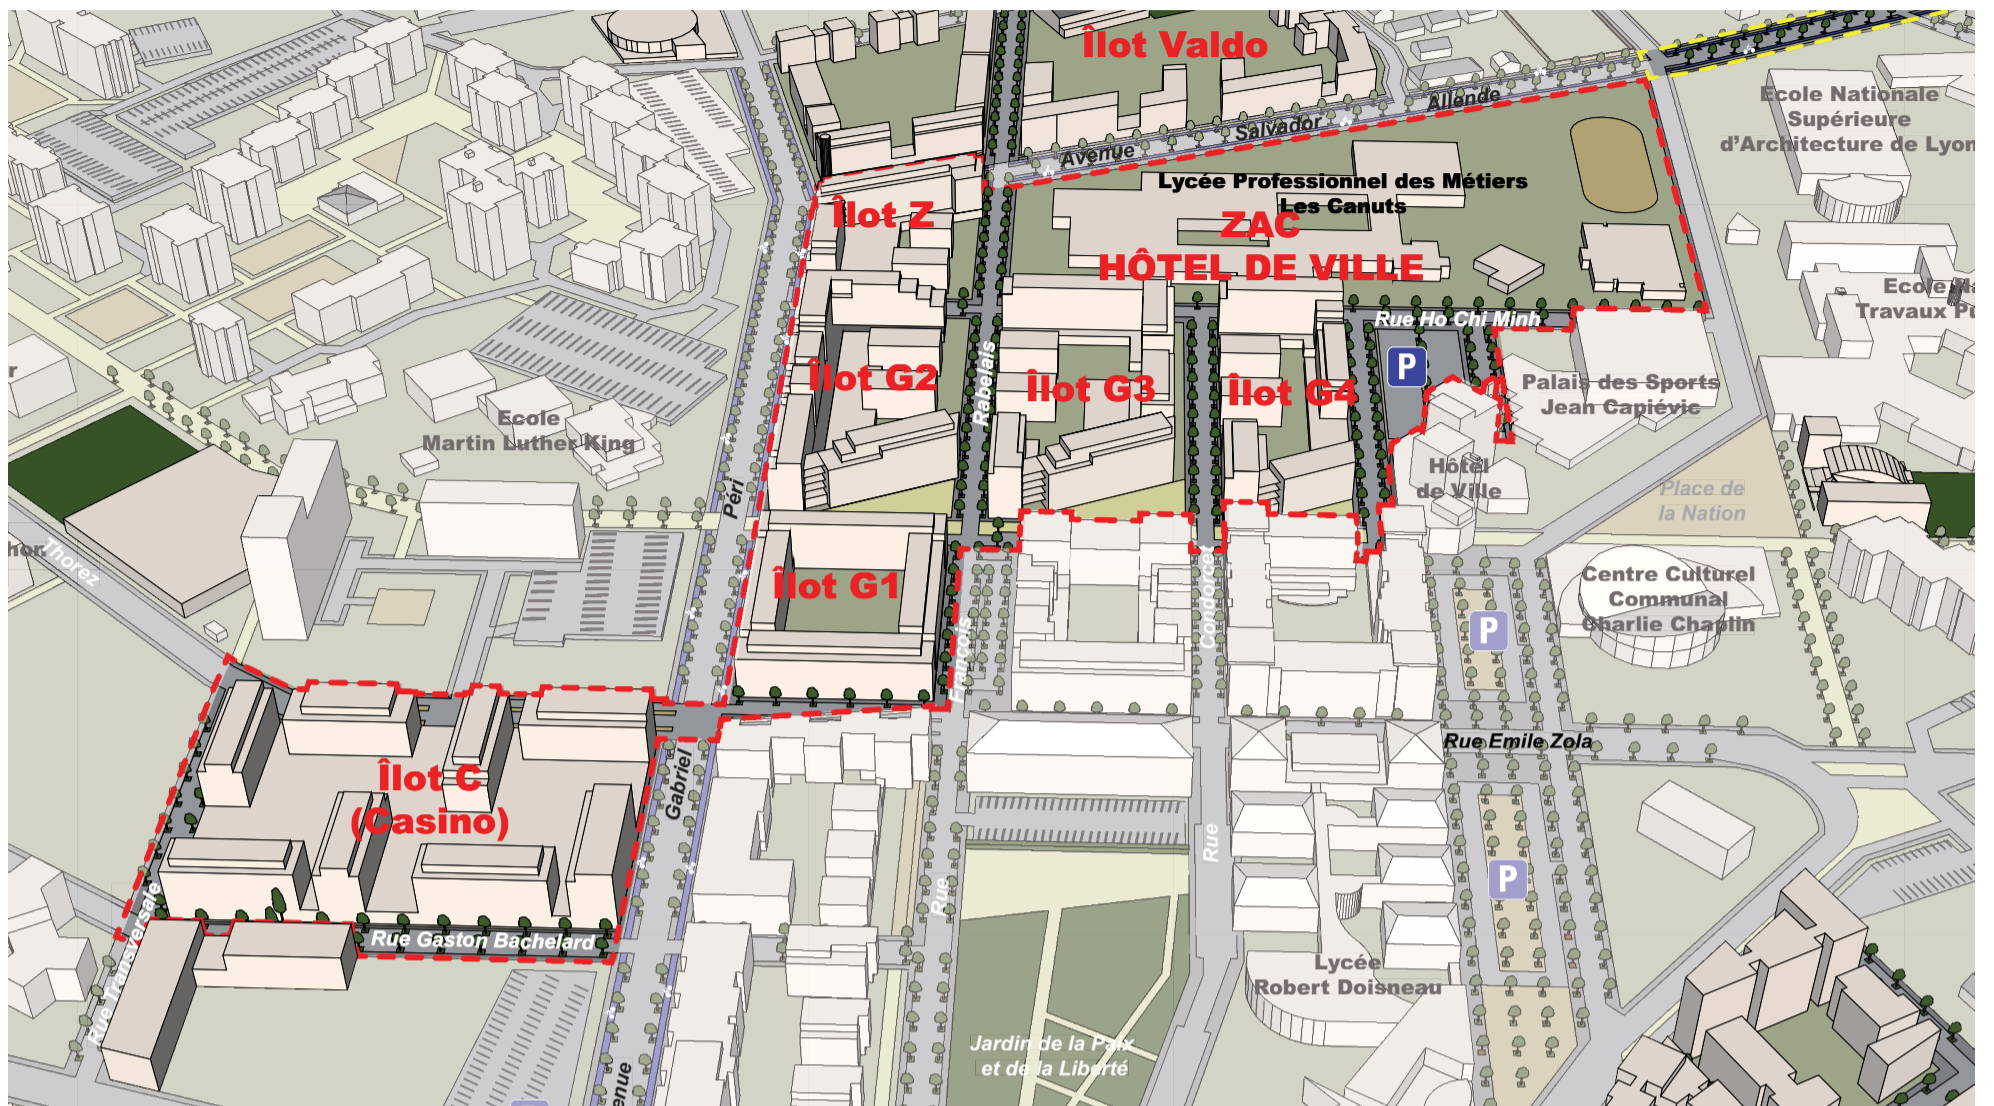 Îlot Valdo
Ecole Nationale
Supérieure
d'Architecture de Lyon
Avenue Salvador Allende
Lycée Professionnel des Métiers
Les Canuts
Îlot Z
ZAC
HÔTEL DE VILLE
Ecole
Travaux
Rue Ho Chi Minh
P
Îlot G2
Îlot G3
Îlot G4
Palais des Sports
Jean Capiévic
Rabelais
Ecole
Martin Luther King
Hôtel
de Ville
Place de
la Nation
Péri
Thorez
Îlot G1
Centre Culturel
Communal
Charlie Chaplin
P
Condorcet
François
Rue Emile Zola
Îlot C
(Casino)
Gabriel
Rue
Rue
P
Rue Transversale
Rue Gaston Bachelard
Lycée
Robert Doisneau
Jardin de la Paix
et de la Liberté
enue